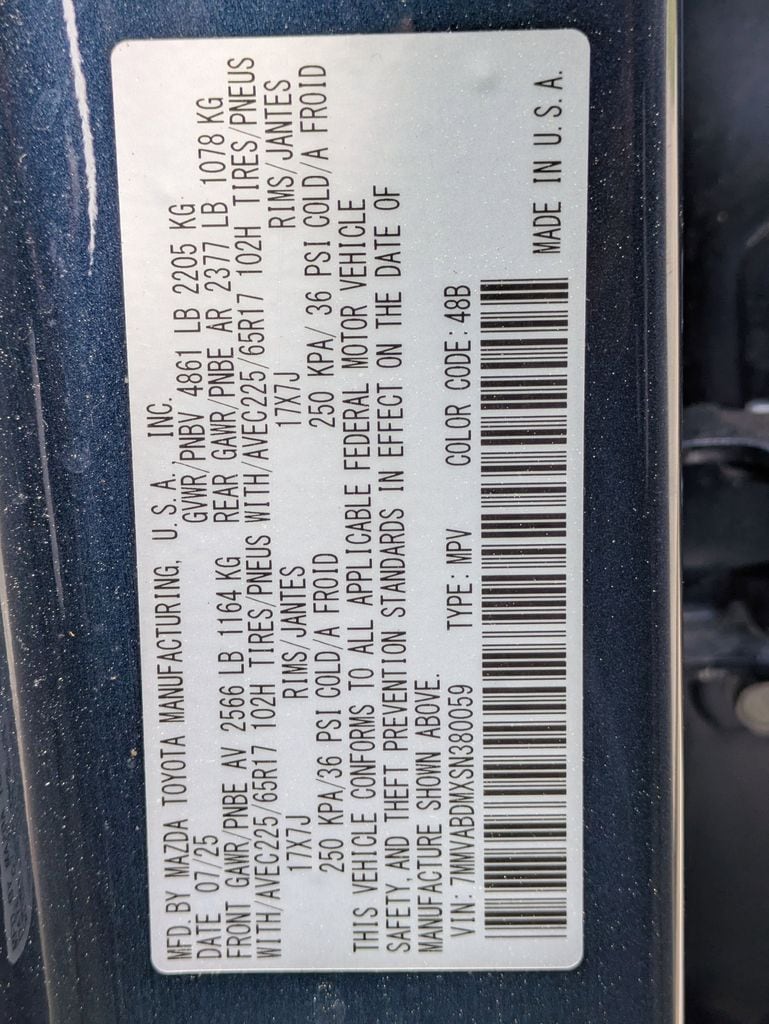 MFD. BY MAZDA TOYOTA MANUFACTURING, U. S. A. INC.
DATE 07/25 GVWR/PNBV 4861 LB 2205 KG
FRONT GAWR/PNBE AV 2566 LB 1164 KG REAR GAWR/PNBE AR 2377 LB 1078 KG
WITH/AVEC225/65R17 102H TIRES/PNEUS WITH/AVEC225/65R17 102H TIRES/PNEUS
17X7J RIMS/JANTES 17X7J RIMS/JANTES
250 KPA/36 PSI COLD/A FROID 250 KPA/ 36 PSI COLD/A FROID
THIS VEHICLE CONFORMS TO ALL APPLICABLE FEDERAL MOTOR VEHICLE
SAFETY, AND THEFT PREVENTION STANDARDS IN EFFECT ON THE DATE OF
MANUFACTURE SHOWN ABOVE.
VIN: 7MMVABDMXSN380059 TYPE: MPV COLOR CODE: 48B
MADE IN U. S. A.